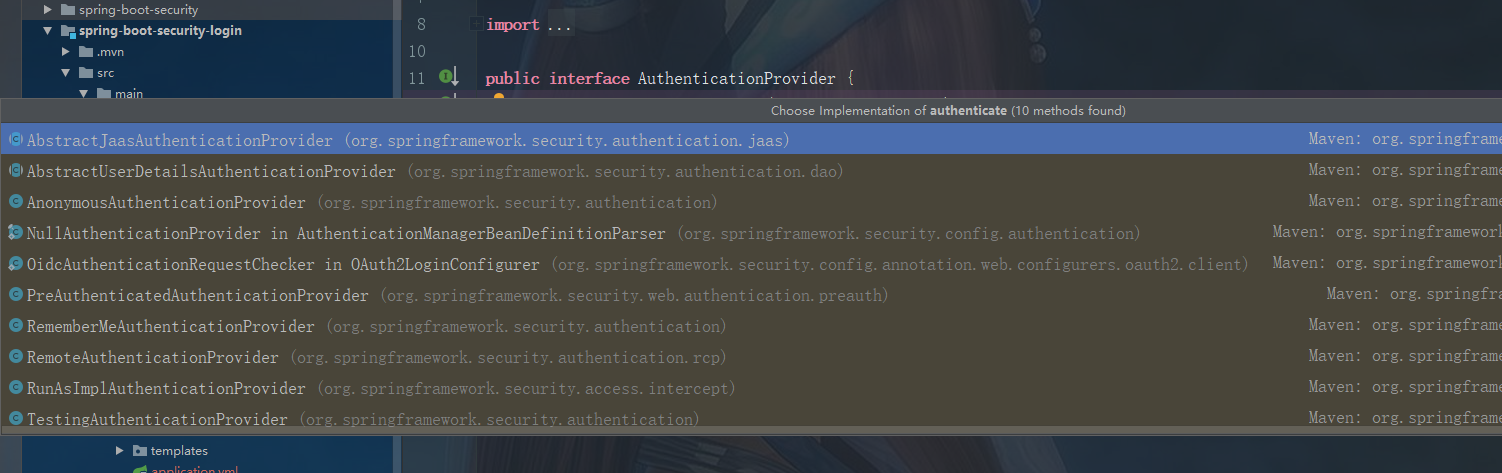 spring-boot-security
spring-boot-security-login
.mvn
src
main
8 import ...
10
11 public interface AuthenticationProvider {
Choose Implementation of authenticate (10 methods found)
AbstractJaasAuthenticationProvider (org.springframework.security.authentication.jaas) Maven: org.springframe
AbstractUserDetailsAuthenticationProvider (org.springframework.security.authentication.dao) Maven: org.springframe
AnonymousAuthenticationProvider (org.springframework.security.authentication) Maven: org.springframe
NullAuthenticationProvider in AuthenticationManagerBeanDefinitionParser (org.springframework.security.config.authentication) Maven: org.springframework
OidcAuthenticationRequestChecker in OAuth2LoginConfigurer (org.springframework.security.config.annotation.web.configurers.oauth2.client) Maven: org.springframework
PreAuthenticatedAuthenticationProvider (org.springframework.security.web.authentication.preauth) Maven: org.springfra
RememberMeAuthenticationProvider (org.springframework.security.authentication) Maven: org.springframe
RemoteAuthenticationProvider (org.springframework.security.authentication.rcp) Maven: org.springframe
RunAsImplAuthenticationProvider (org.springframework.security.access.intercept) Maven: org.springframe
TestingAuthenticationProvider (org.springframework.security.authentication) Maven: org.springframe
templates
application.yml